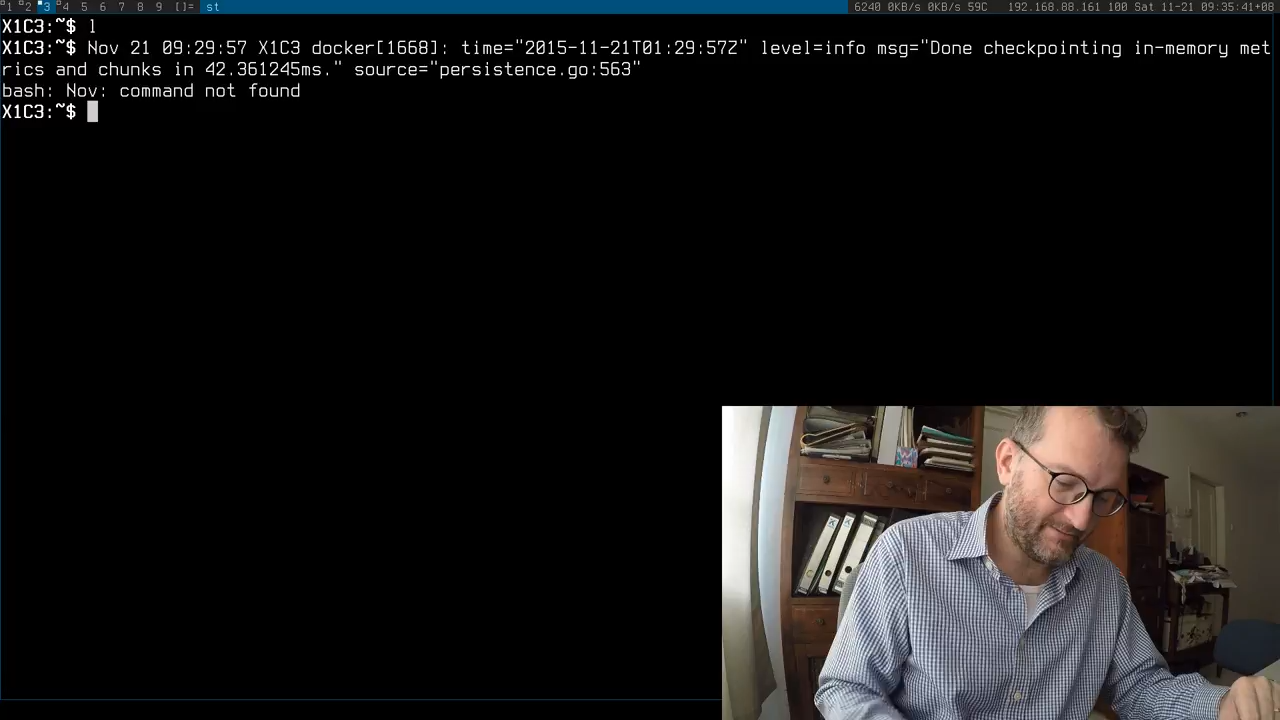 1 2 3 4 5 6 7 8 9 []= st 6240 0KB/s 0KB/s 59C 192.168.88.161 100 Sat 11-21 09:35:41+08
X1C3:~$ l
X1C3:~$ Nov 21 09:29:57 X1C3 docker[1668]: time="2015-11-21T01:29:57Z" level=info msg="Done checkpointing in-memory met
rics and chunks in 42.361245ms." source="persistence.go:563"
bash: Nov: command not found
X1C3:~$